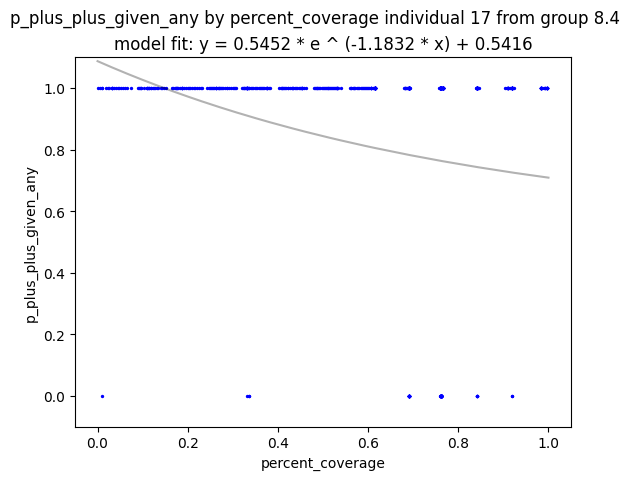 p_plus_plus_given_any by percent_coverage individual 17 from group 8.4
model fit: y = 0.5452 * e ^ (-1.1832 * x) + 0.5416
p_plus_plus_given_any
1.0
0.8
0.6
0.4
0.2
0.0
0.0 0.2 0.4 0.6 0.8 1.0
percent_coverage